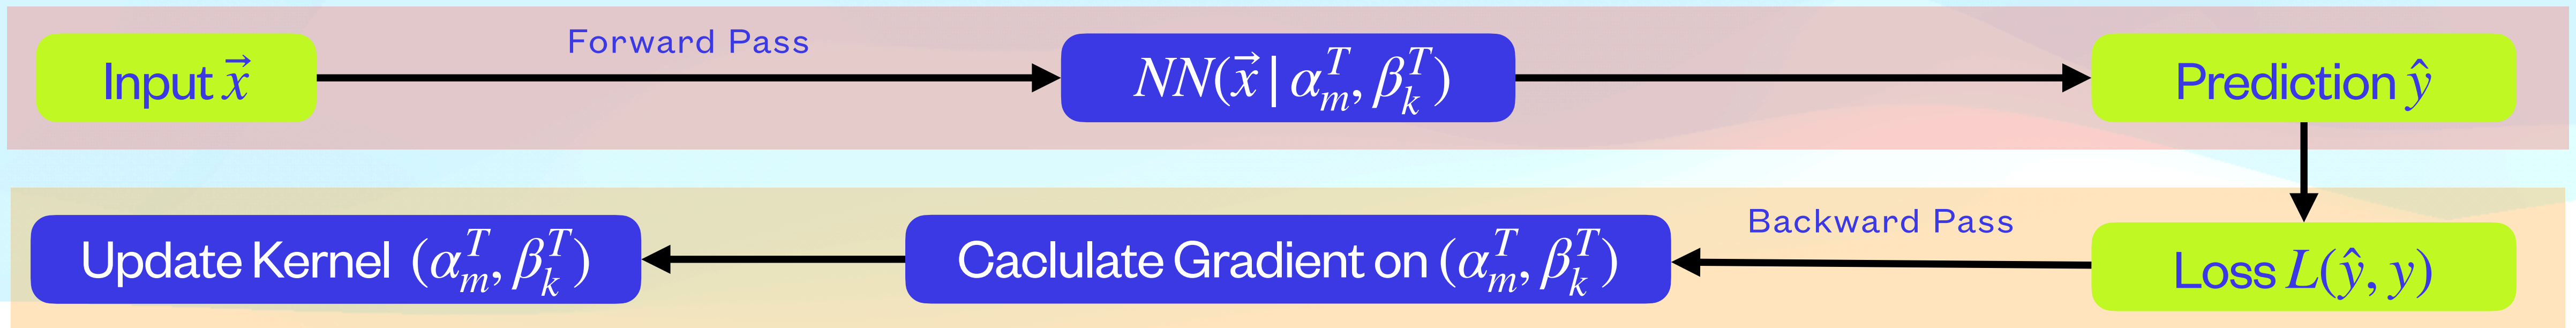 Forward Pass
Input $\vec{x}$
$NN(\vec{x} \mid \alpha_m^T, \beta_k^T)$
Prediction $\hat{y}$
Backward Pass
Update Kernel $(\alpha_m^T, \beta_k^T)$
Caclulate Gradient on $(\alpha_m^T, \beta_k^T)$
Loss $L(\hat{y}, y)$